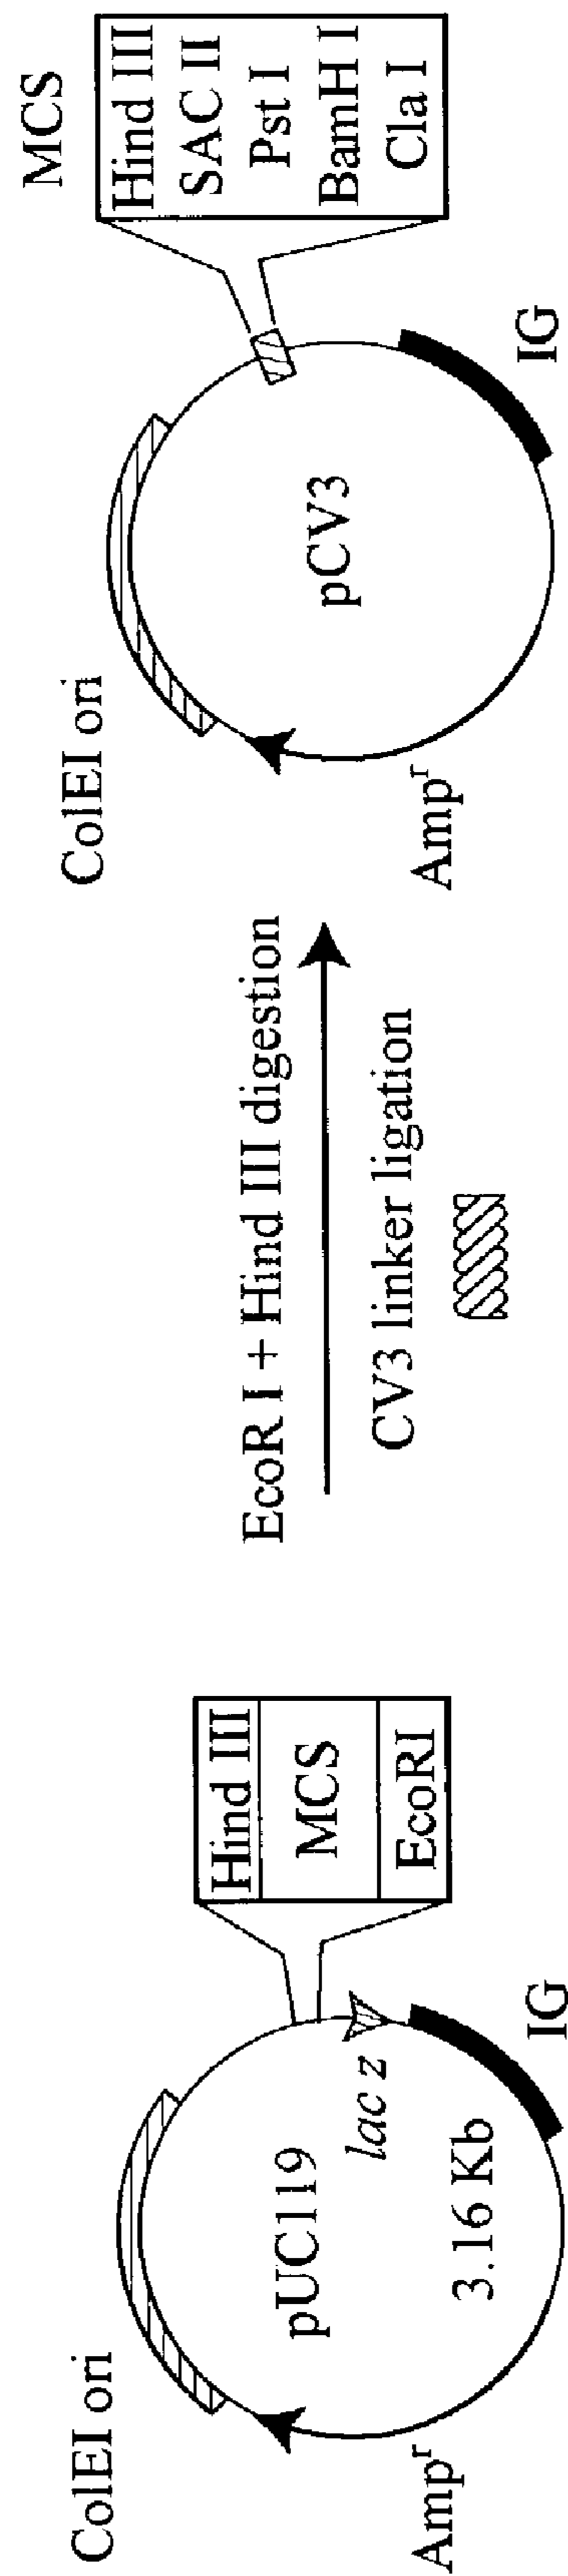 ColEI ori
pUC119
lac z
3.16 Kb
Amp^r
IG
Hind III
MCS
EcoRI
EcoR I + Hind III digestion
CV3 linker ligation
ColEI ori
pCV3
Amp^r
IG
MCS
Hind III
SAC II
Pst I
BamH I
Cla I